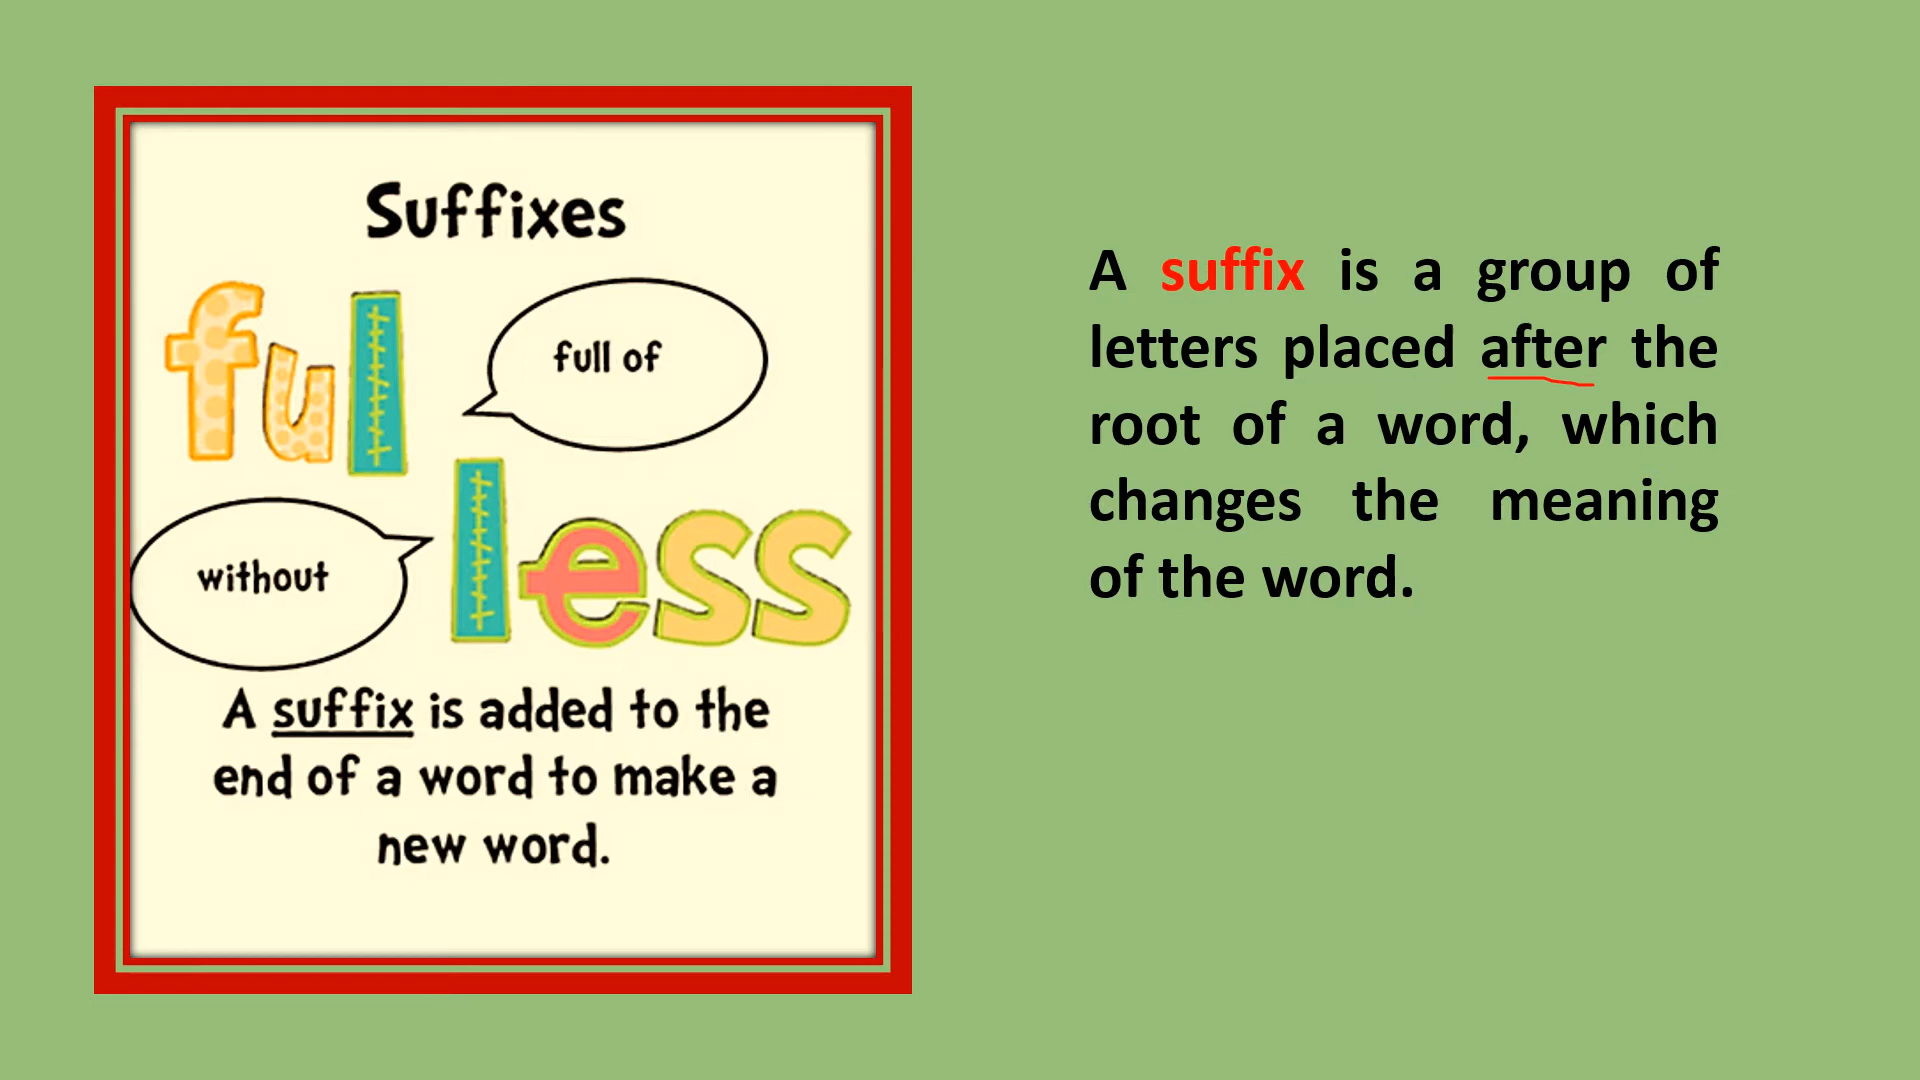 Suffixes
ful
full of
less
without
A suffix is added to the
end of a word to make a
new word.
A suffix is a group of
letters placed after the
root of a word, which
changes the meaning
of the word.